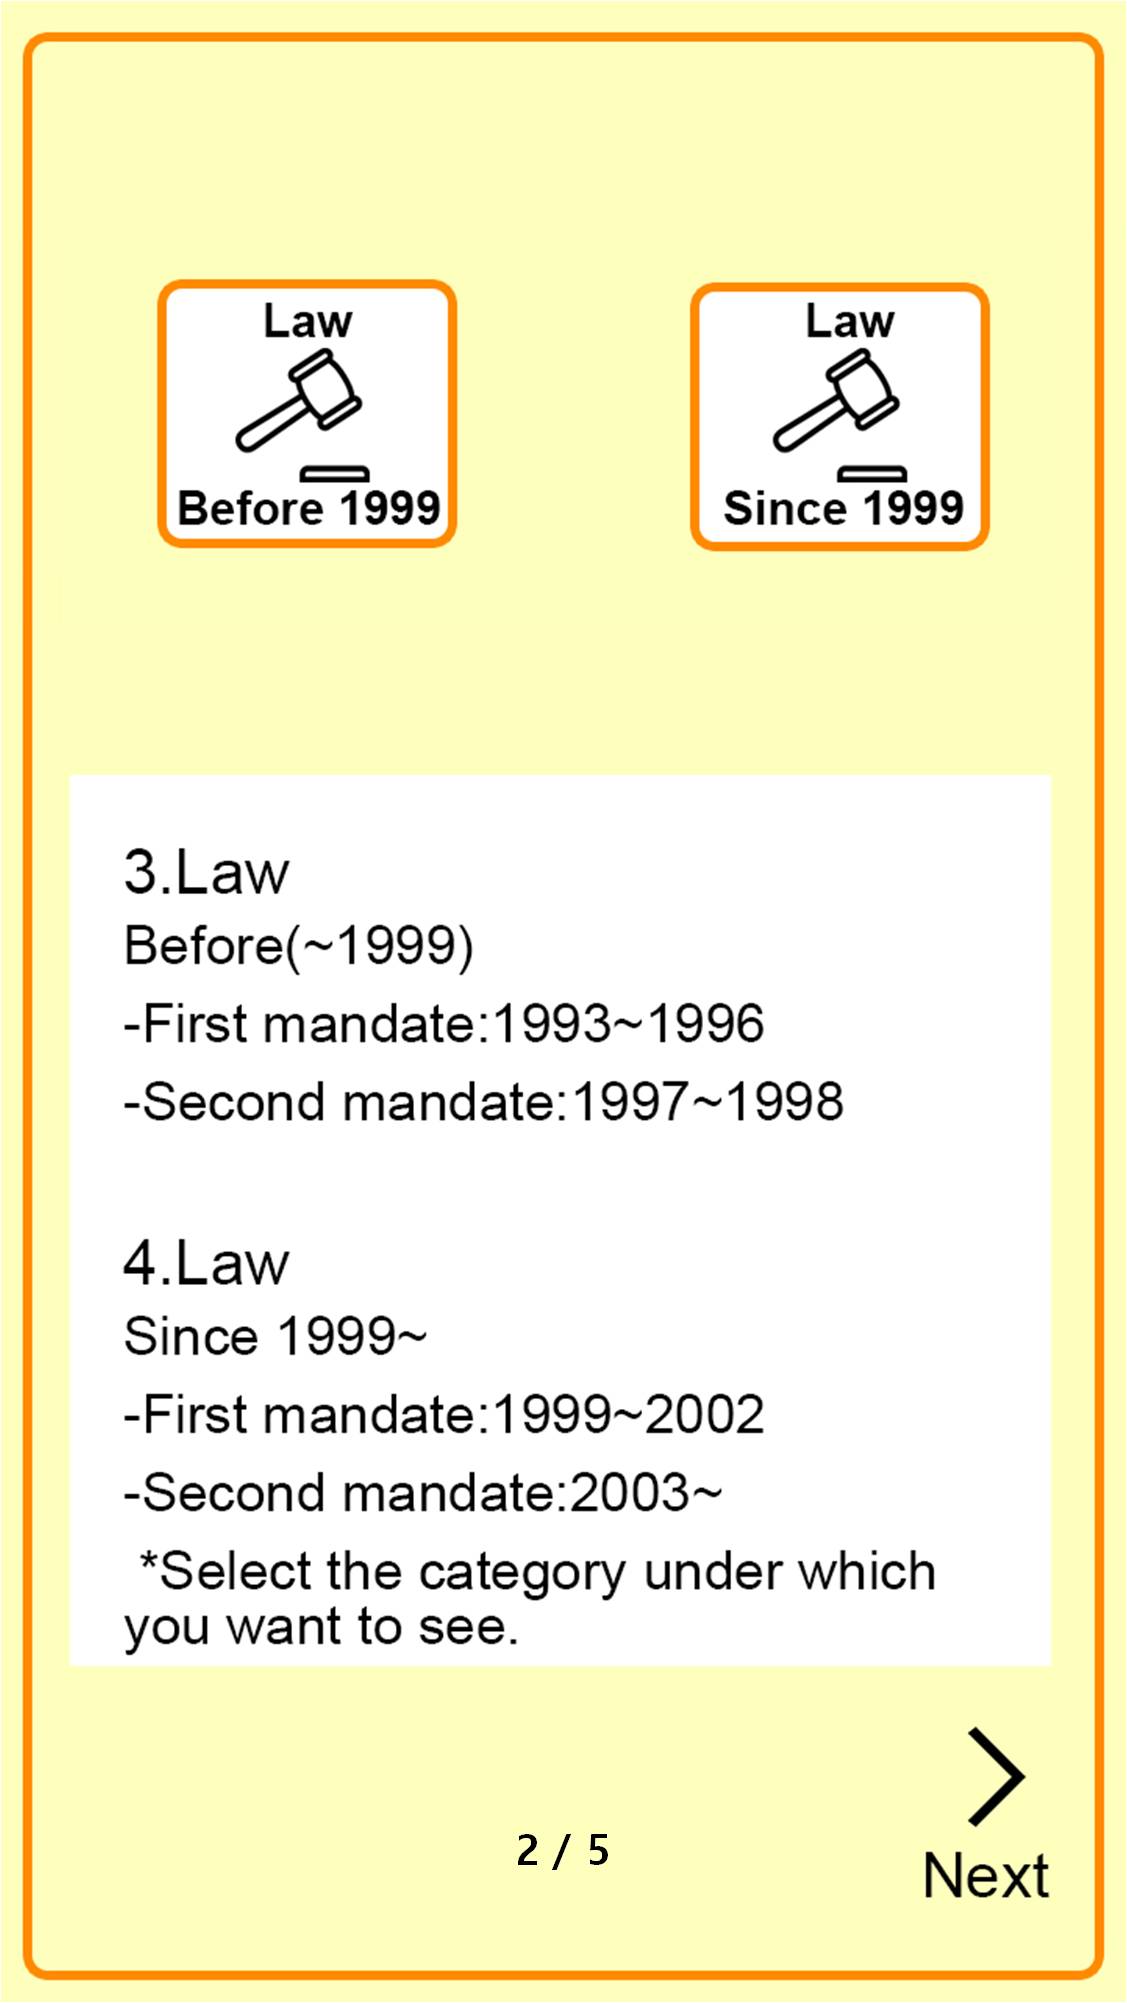 Law
Before 1999
Law
Since 1999
3.Law
Before(~1999)
-First mandate:1993~1996
-Second mandate:1997~1998
4.Law
Since 1999~
-First mandate:1999~2002
-Second mandate:2003~
*Select the category under which
you want to see.
2 / 5
Next